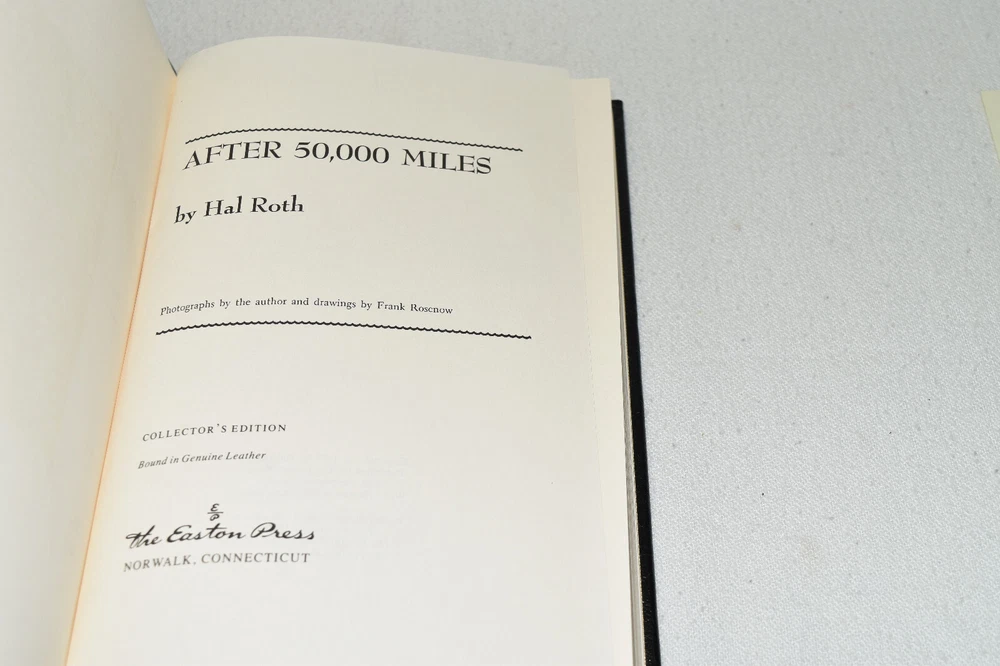 AFTER 50,000 MILES
by Hal Roth
Photographs by the author and drawings by Frank Rosenow
COLLECTOR'S EDITION
Bound in Genuine Leather
E
P
the Easton Press
NORWALK, CONNECTICUT